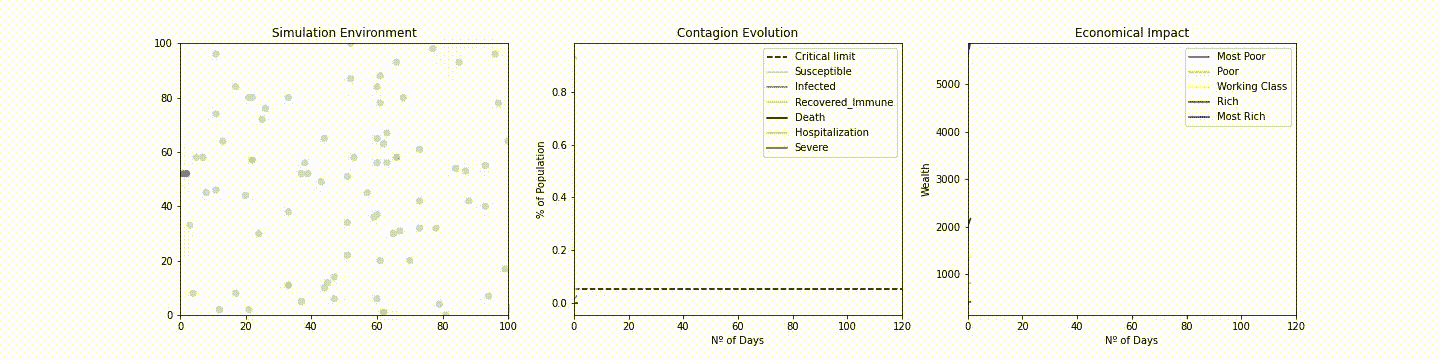 Simulation Environment
100
80
60
40
20
0
0 20 40 60 80 100
Contagion Evolution
Critical limit
Susceptible
Infected
Recovered_Immune
Death
Hospitalization
Severe
% of Population
0.8
0.6
0.4
0.2
0.0
0 20 40 60 80 100 120
Nº of Days
Economical Impact
Most Poor
Poor
Working Class
Rich
Most Rich
Wealth
5000
4000
3000
2000
1000
0 20 40 60 80 100 120
Nº of Days